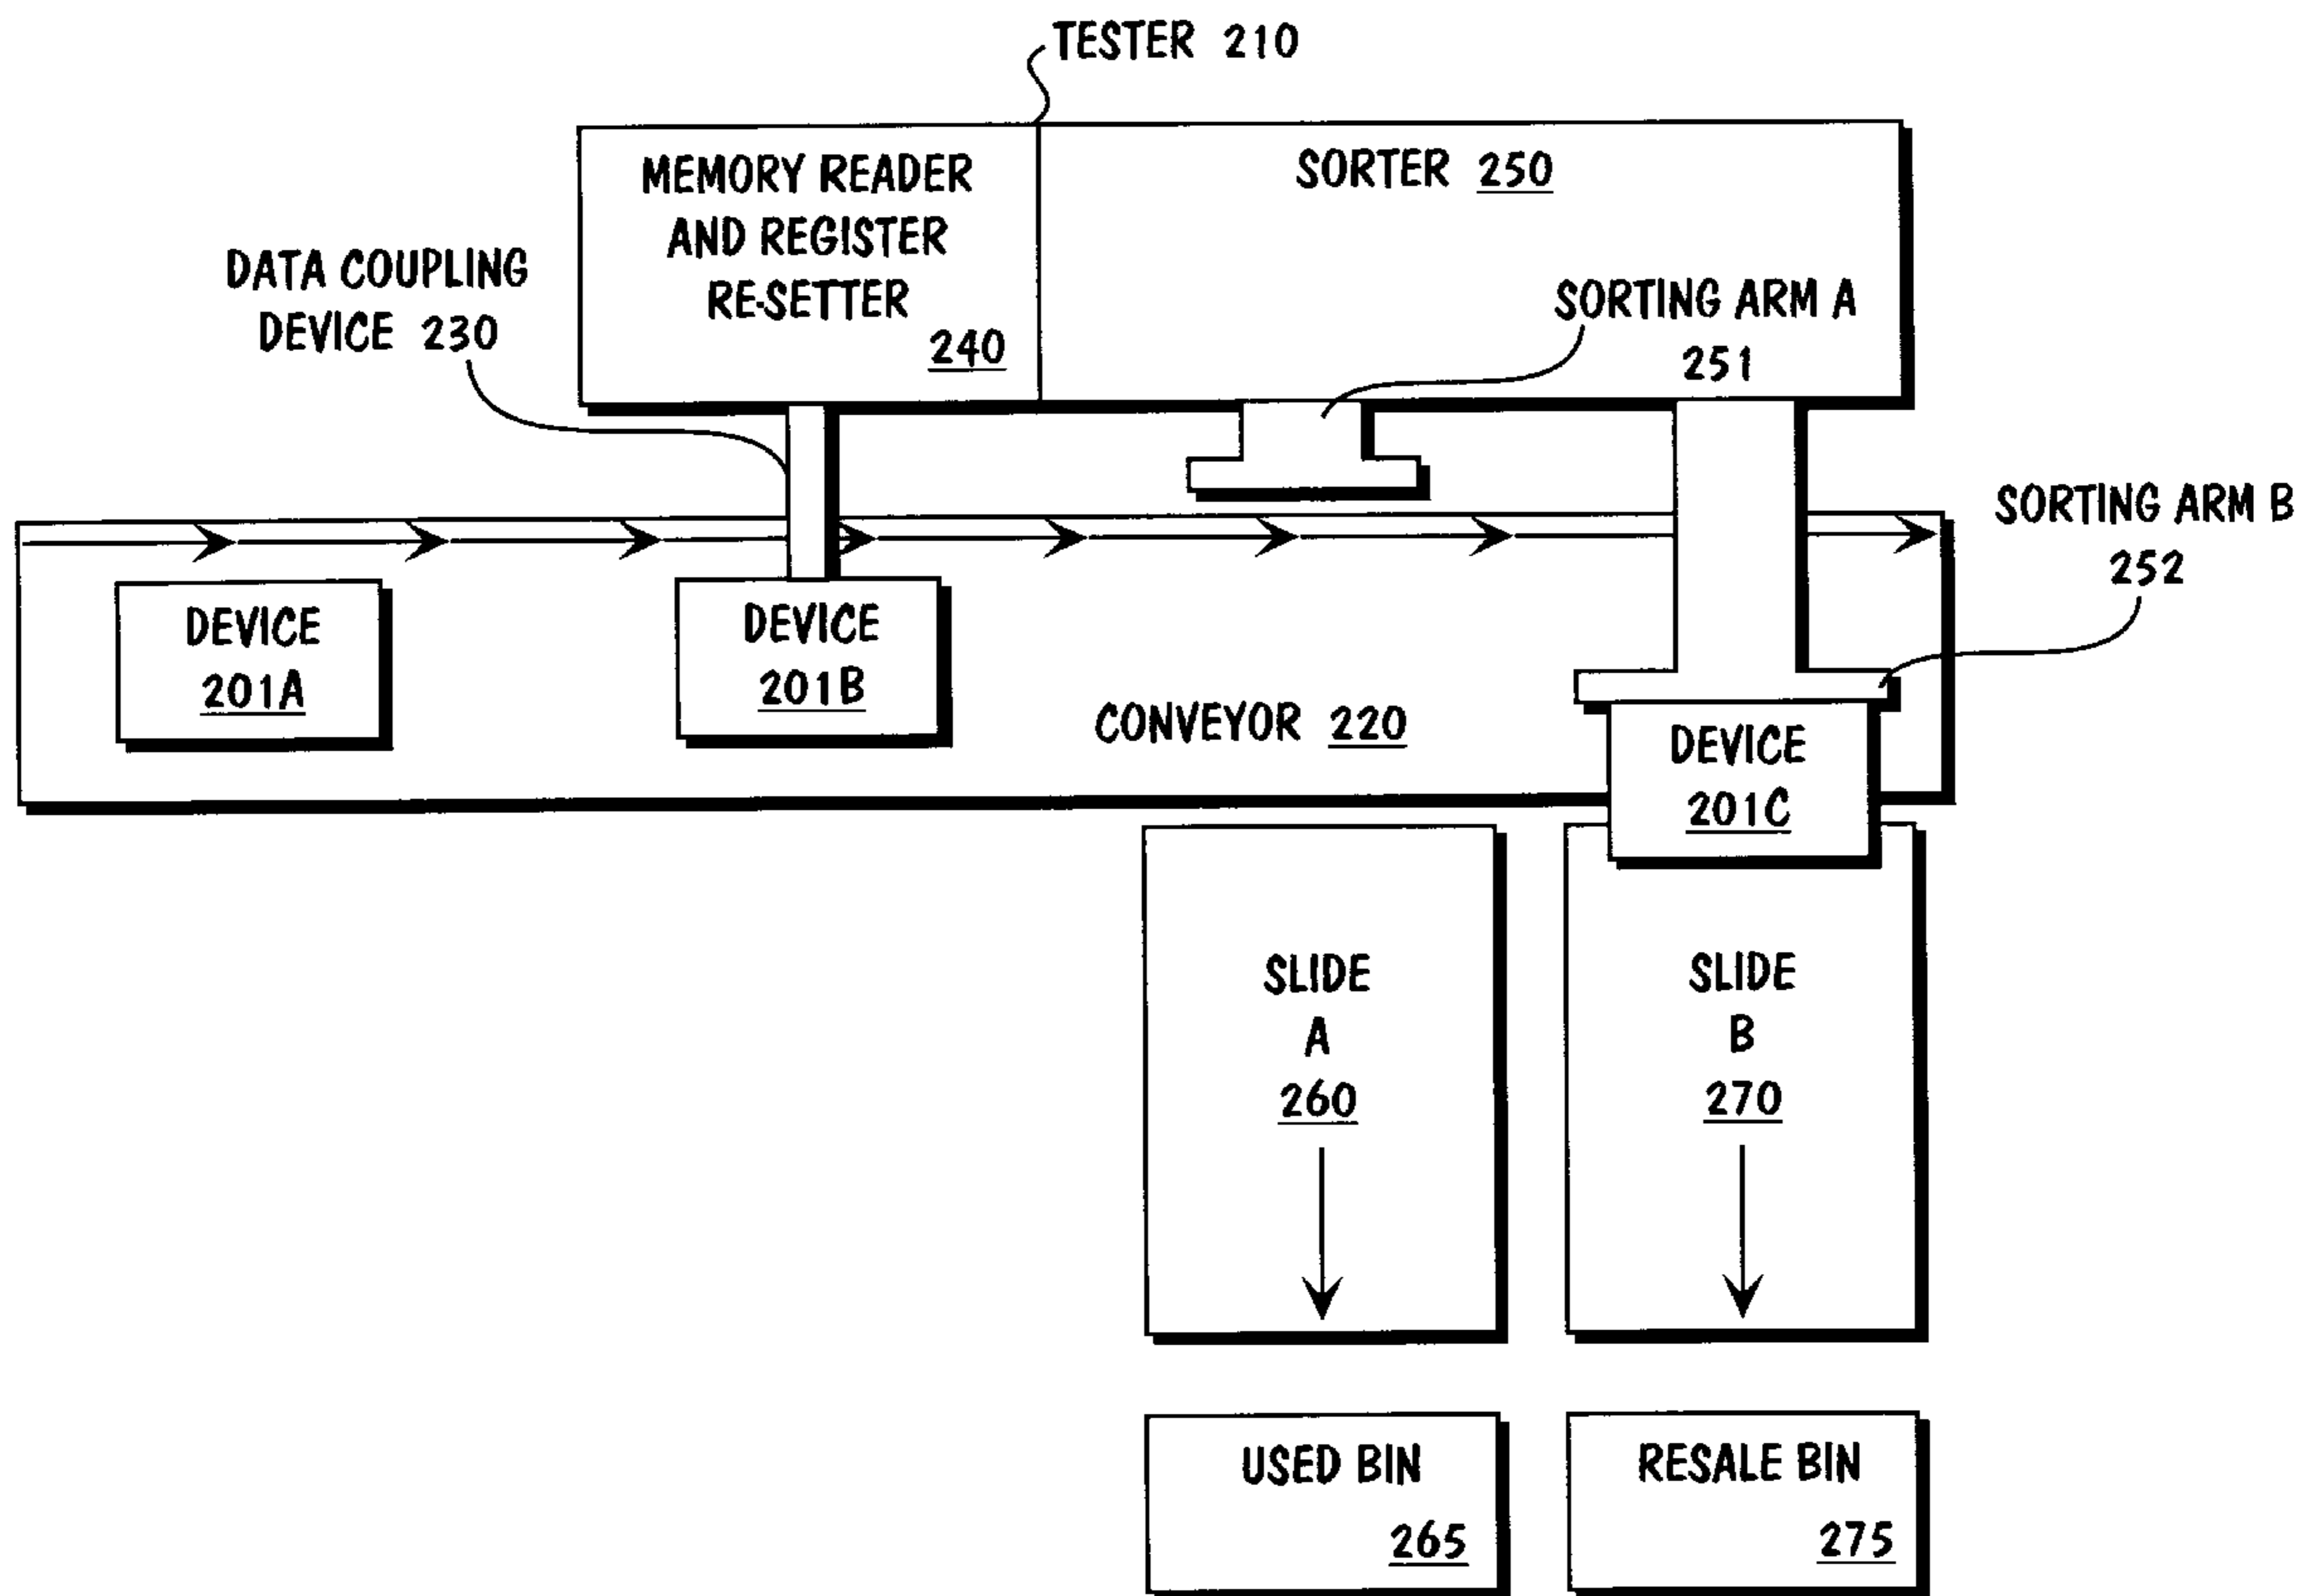 TESTER 210
MEMORY READER
AND REGISTER
RE-SETTER
240
SORTER 250
DATA COUPLING
DEVICE 230
SORTING ARM A
251
SORTING ARM B
252
DEVICE
201A
DEVICE
201B
CONVEYOR 220
DEVICE
201C
SLIDE
A
260
SLIDE
B
270
USED BIN
265
RESALE BIN
275